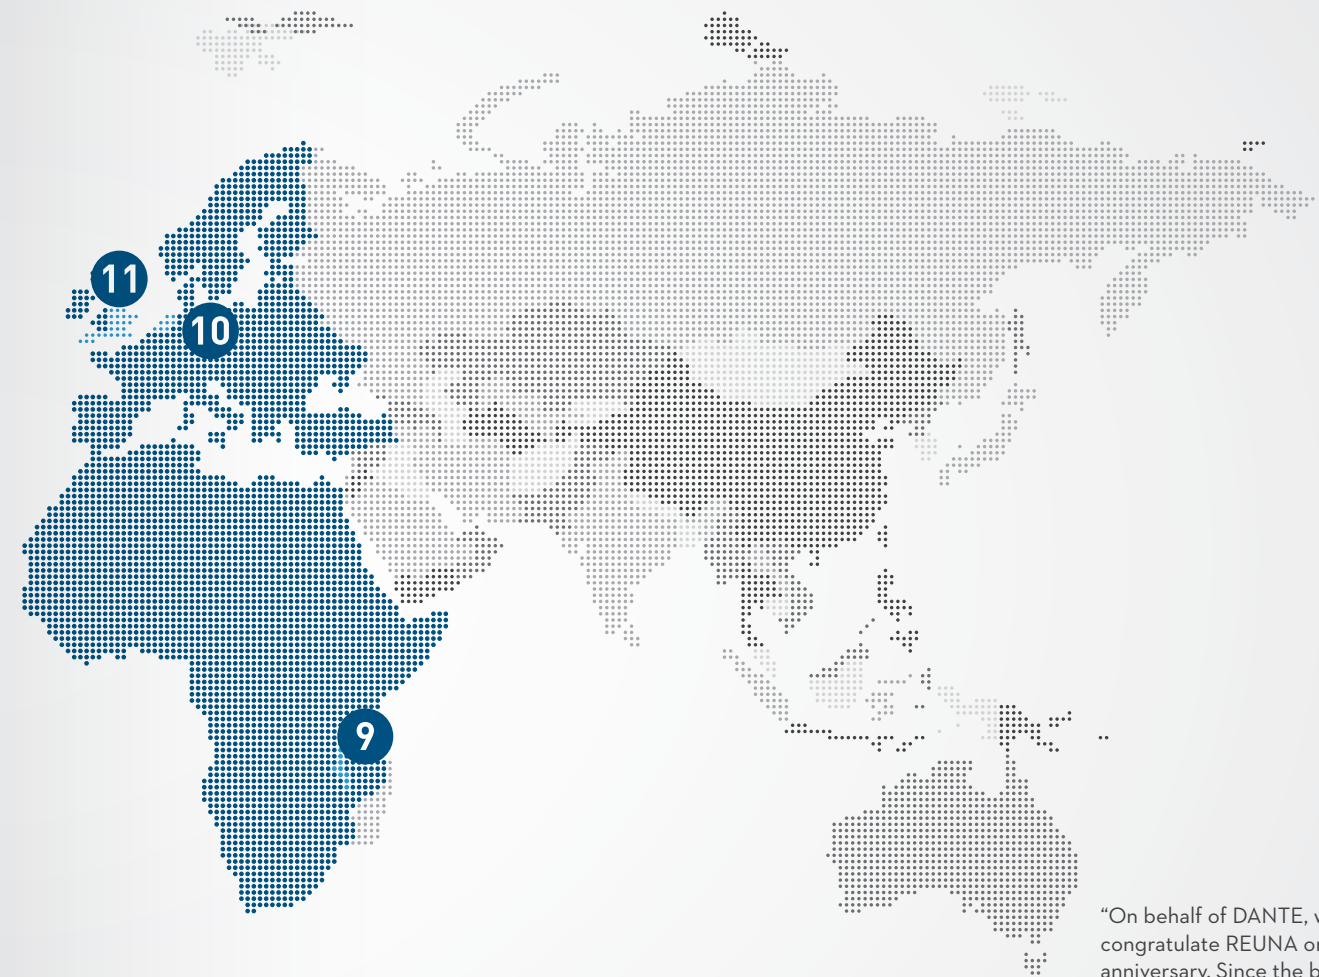 11
10
9
“On behalf of DANTE,
congratulate REUNA
anniversary. Since the